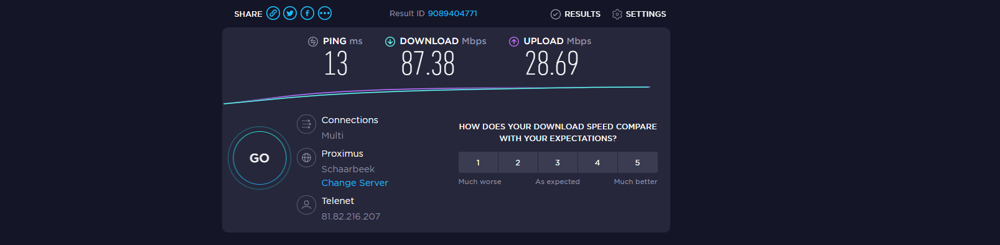 SHARE
Result ID 9089404771
RESULTS
SETTINGS
PING ms
13
DOWNLOAD Mbps
87.38
UPLOAD Mbps
28.69
GO
Connections
Multi
Proximus
Schaarbeek
Change Server
Telenet
81.82.216.207
HOW DOES YOUR DOWNLOAD SPEED COMPARE
WITH YOUR EXPECTATIONS?
1 2 3 4 5
Much worse As expected Much better